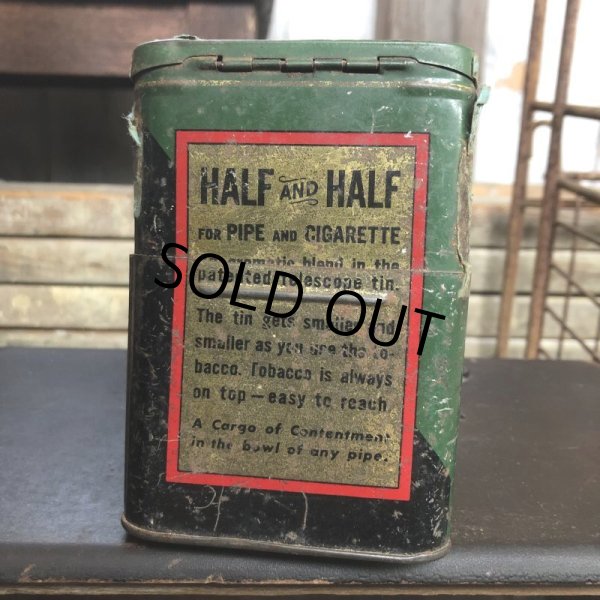 HALF AND HALF
FOR PIPE AND CIGARETTE
aromatic blend in the
patented telescope tin.
SOLD OUT
The tin gets smaller and
smaller as you use the to-
bacco. Tobacco is always
on top—easy to reach
A Cargo of Contentment
in the bowl of any pipe.